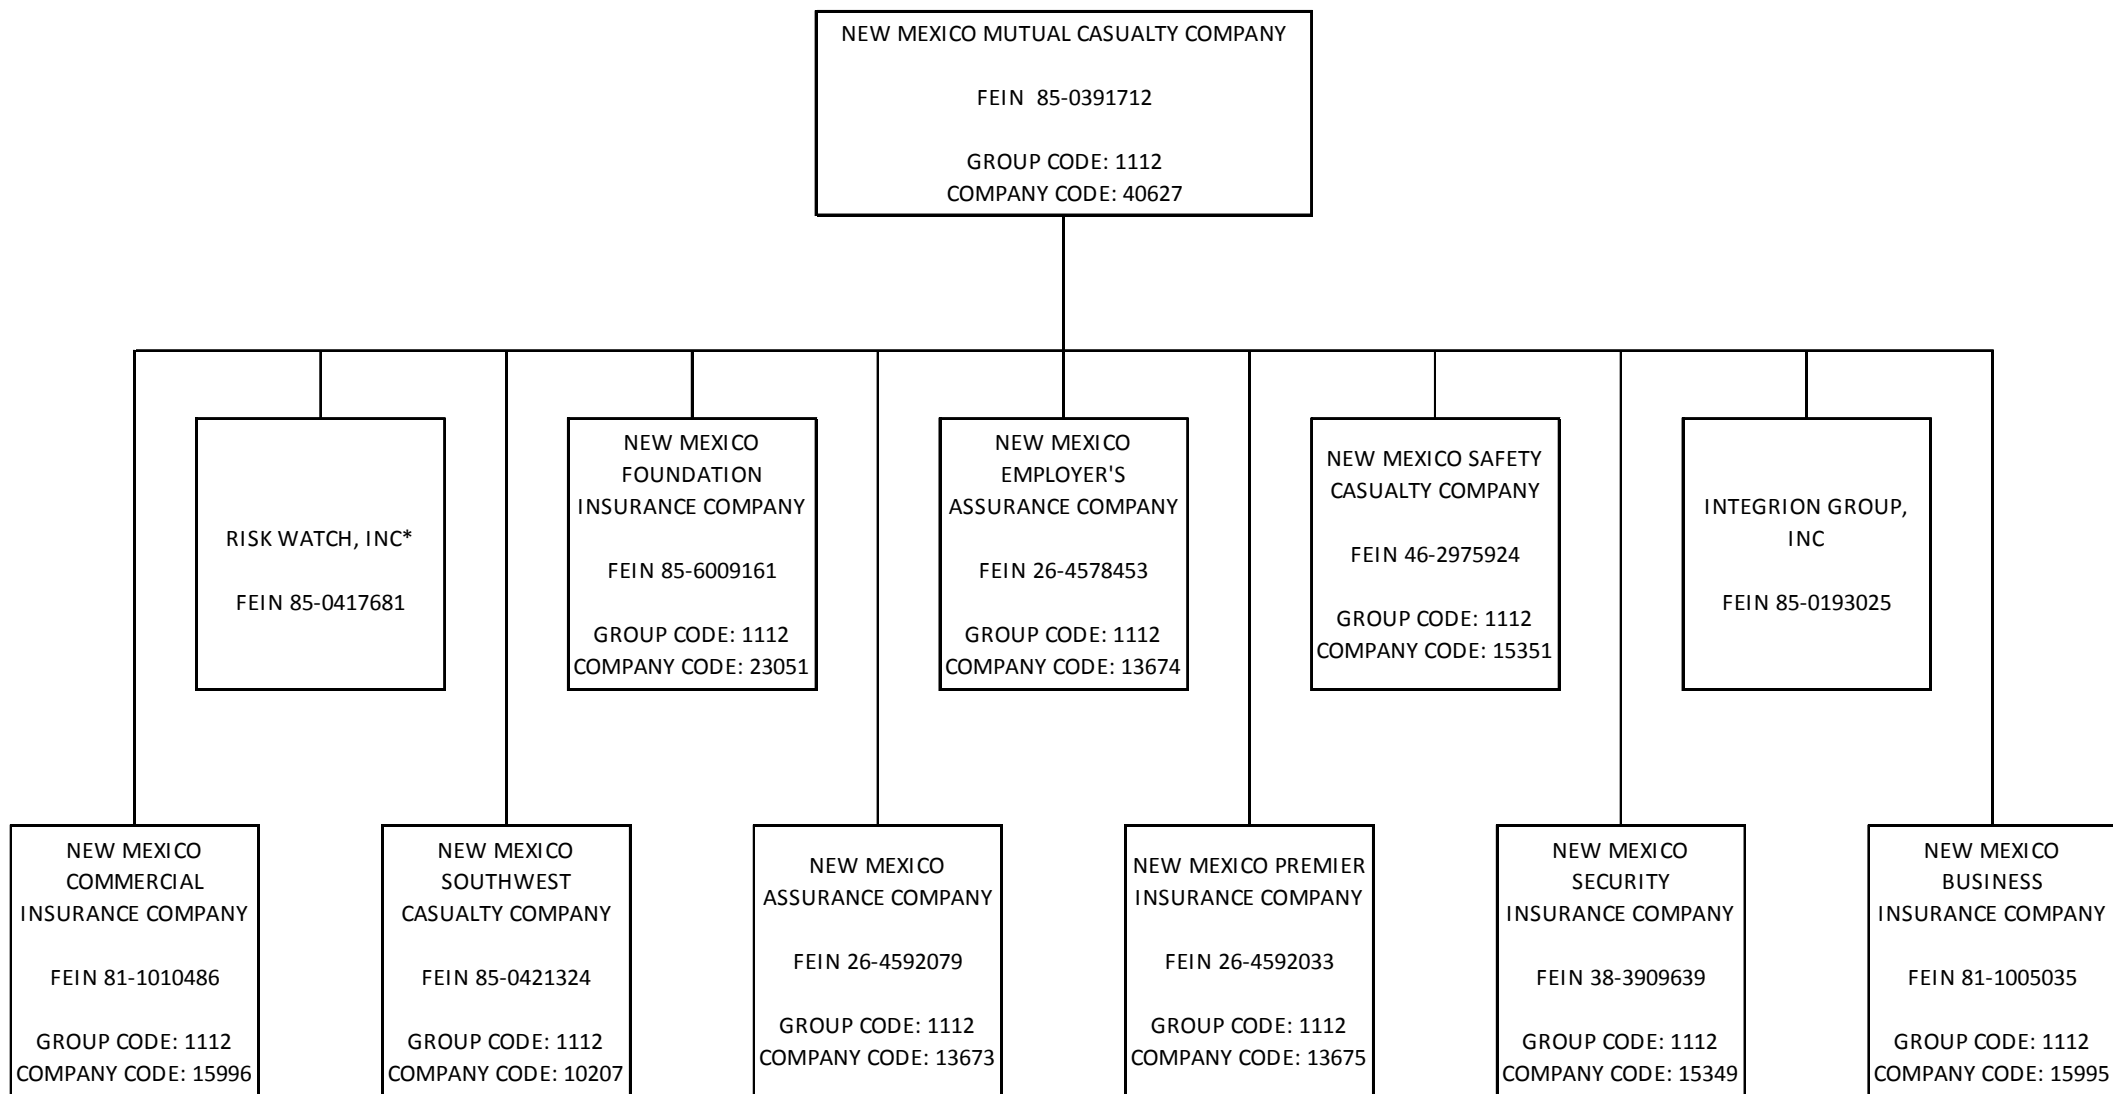 NEW MEXICO MUTUAL CASUALTY COMPANY
FEIN  85-0391712
GROUP CODE: 1112
COMPANY CODE: 40627
RISK WATCH, INC*
FEIN 85-0417681
NEW MEXICO
FOUNDATION
INSURANCE COMPANY
FEIN 85-6009161
GROUP CODE: 1112
COMPANY CODE: 23051
NEW MEXICO
EMPLOYER'S
ASSURANCE COMPANY
FEIN 26-4578453
GROUP CODE: 1112
COMPANY CODE: 13674
NEW MEXICO SAFETY
CASUALTY COMPANY
FEIN 46-2975924
GROUP CODE: 1112
COMPANY CODE: 15351
INTEGRION GROUP,
INC
FEIN 85-0193025
NEW MEXICO
COMMERCIAL
INSURANCE COMPANY
FEIN 81-1010486
GROUP CODE: 1112
COMPANY CODE: 15996
NEW MEXICO
SOUTHWEST
CASUALTY COMPANY
FEIN 85-0421324
GROUP CODE: 1112
COMPANY CODE: 10207
NEW MEXICO
ASSURANCE COMPANY
FEIN 26-4592079
GROUP CODE: 1112
COMPANY CODE: 13673
NEW MEXICO PREMIER
INSURANCE COMPANY
FEIN 26-4592033
GROUP CODE: 1112
COMPANY CODE: 13675
NEW MEXICO
SECURITY
INSURANCE COMPANY
FEIN 38-3909639
GROUP CODE: 1112
COMPANY CODE: 15349
NEW MEXICO
BUSINESS
INSURANCE COMPANY
FEIN 81-1005035
GROUP CODE: 1112
COMPANY CODE: 15995